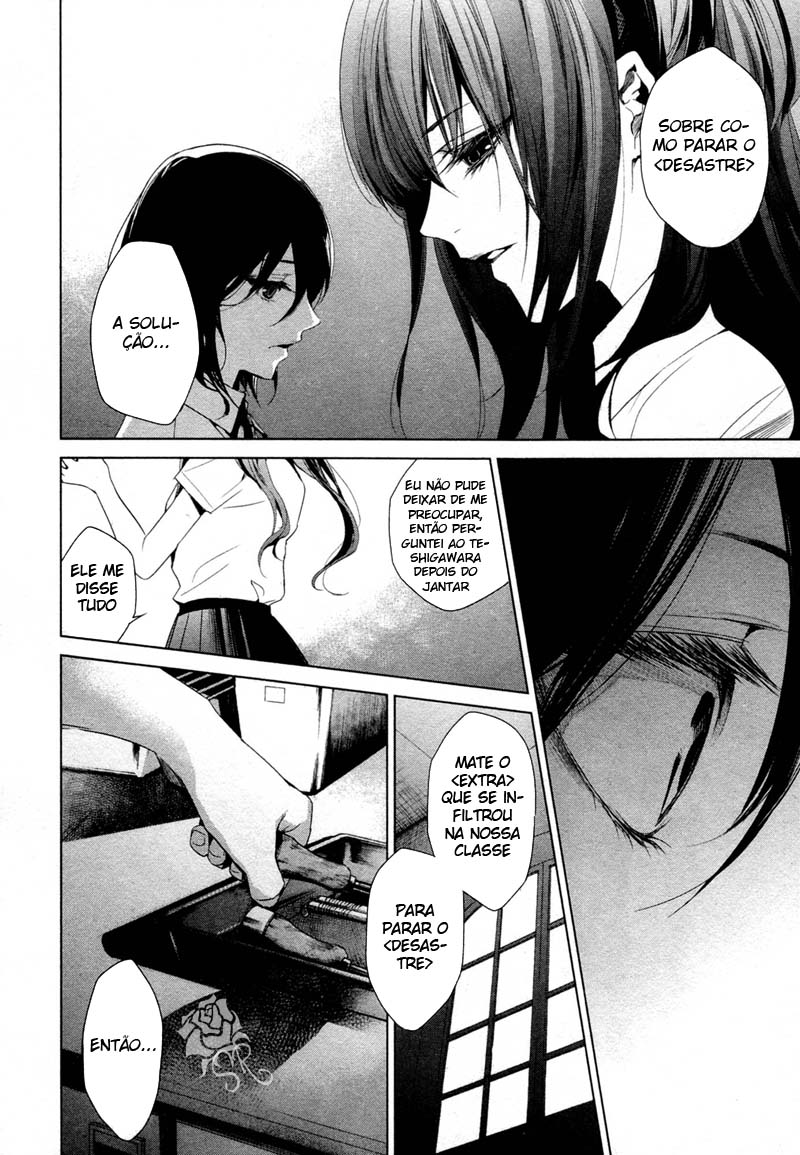 SOBRE CO-
MO PARAR O
<DESASTRE>
A SOLU-
ÇÃO...
EU NÃO PUDE
DEIXAR DE ME
PREOCUPAR,
ENTÃO PER-
GUNTEI AO TE-
SHIGAWARA
DEPOIS DO
JANTAR
ELE ME
DISSE
TUDO
MATE O
<EXTRA>
QUE SE IN-
FILTROU
NA NOSSA
CLASSE
PARA
PARAR O
<DESAS-
TRE>
ENTÃO...
SR